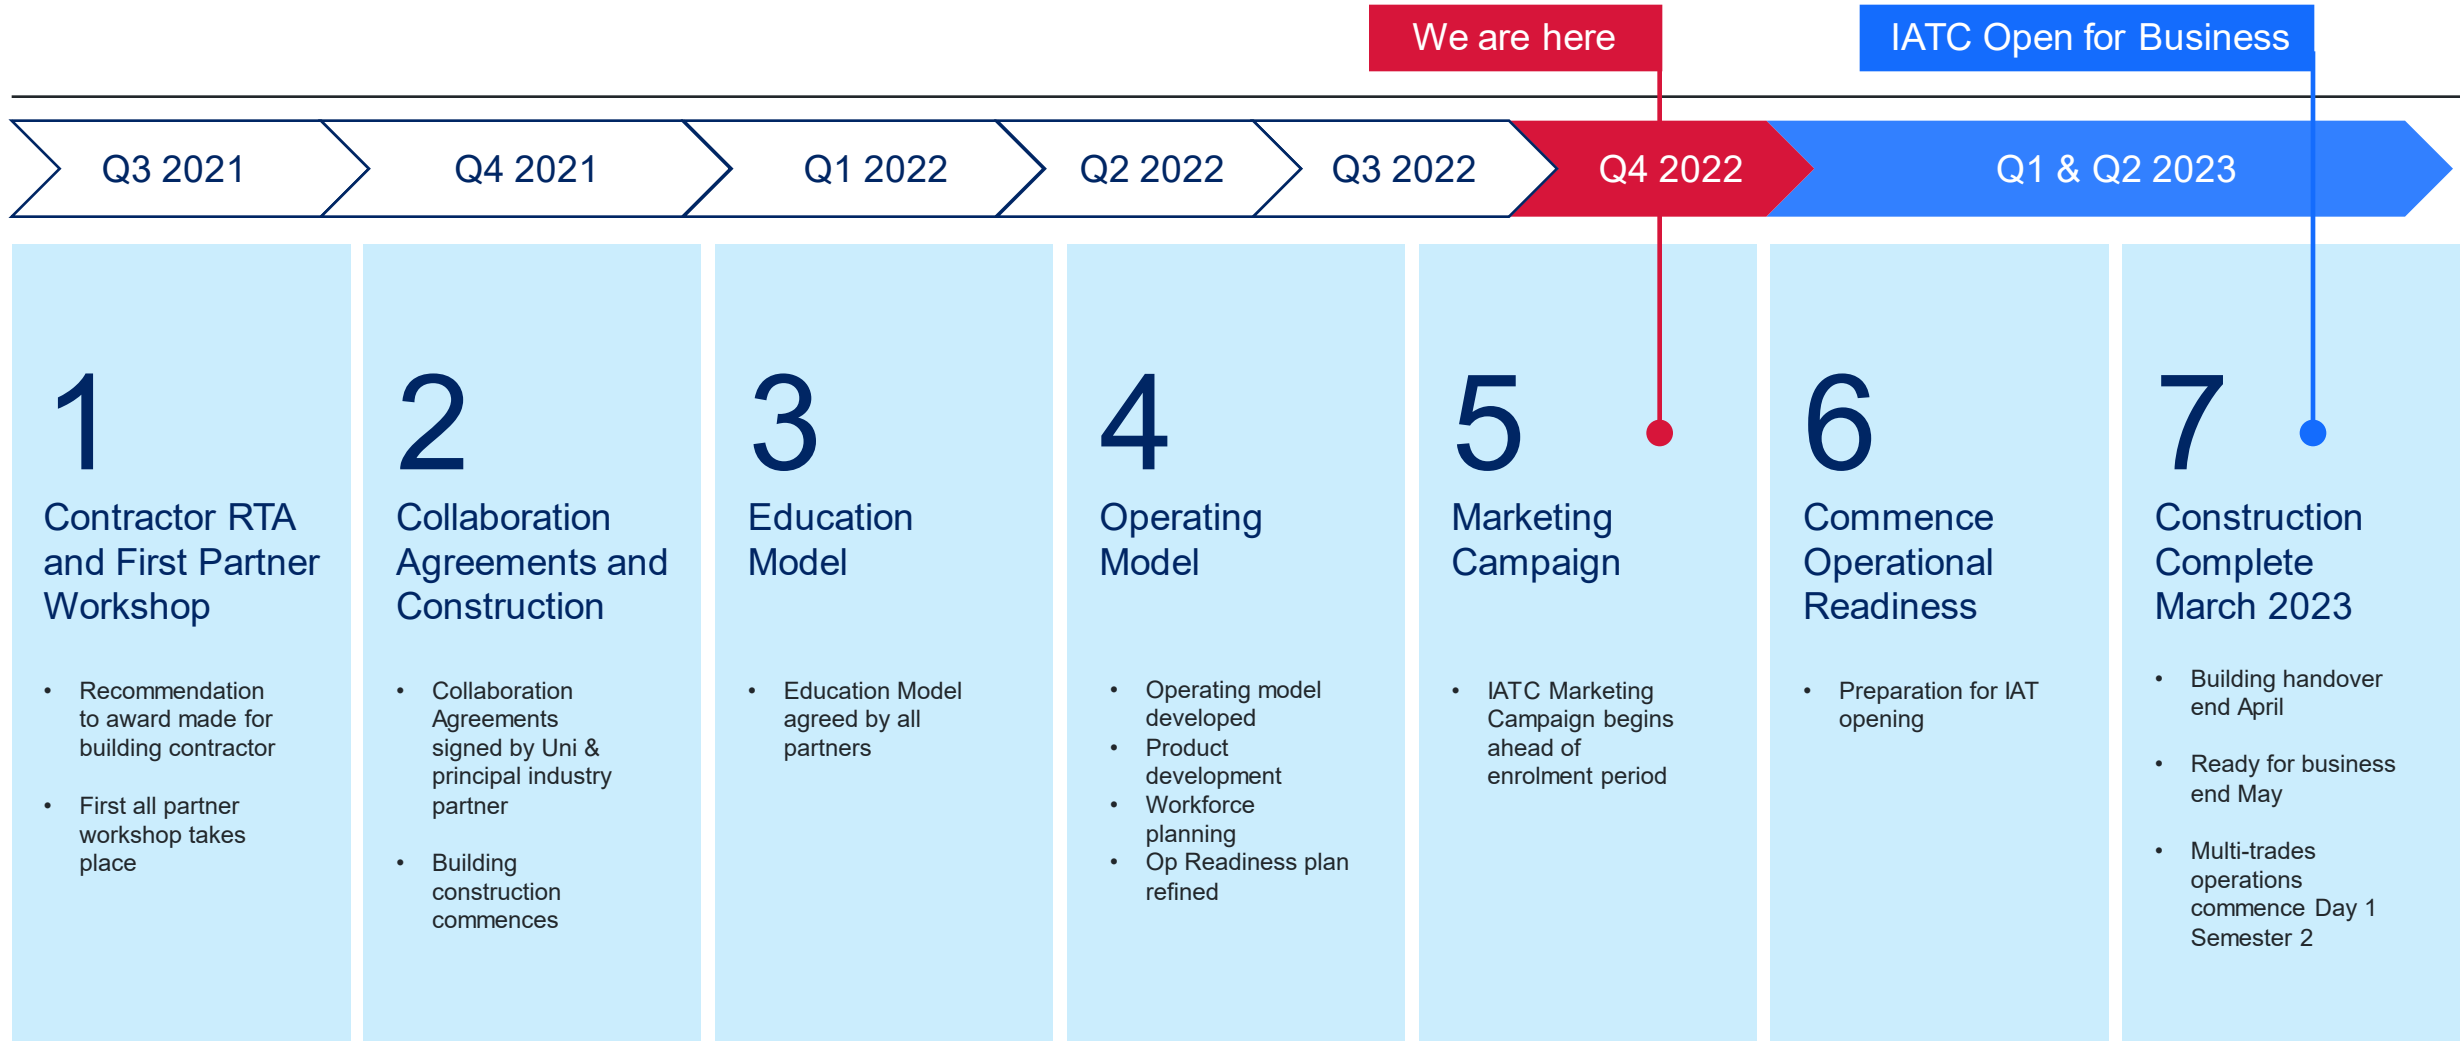 We are here
IATC Open for Business
Q3 2021
Q4 2021
Q1 2022
Q2 2022
Q3 2022
Q4 2022
Q1 & Q2 2023
1
Contractor RTA
and First Partner
Workshop
• Recommendation
to award made for
building contractor
• First all partner
workshop takes
place
2
Collaboration
Agreements and
Construction
• Collaboration
Agreements
signed by Uni &
principal industry
partner
• Building
construction
commences
3
Education
Model
• Education Model
agreed by all
partners
4
Operating
Model
• Operating model
developed
• Product
development
• Workforce
planning
• Op Readiness plan
refined
5
Marketing
Campaign
• IATC Marketing
Campaign begins
ahead of
enrolment period
6
Commence
Operational
Readiness
• Preparation for IAT
opening
7
Construction
Complete
March 2023
• Building handover
end April
• Ready for business
end May
• Multi-trades
operations
commence Day 1
Semester 2